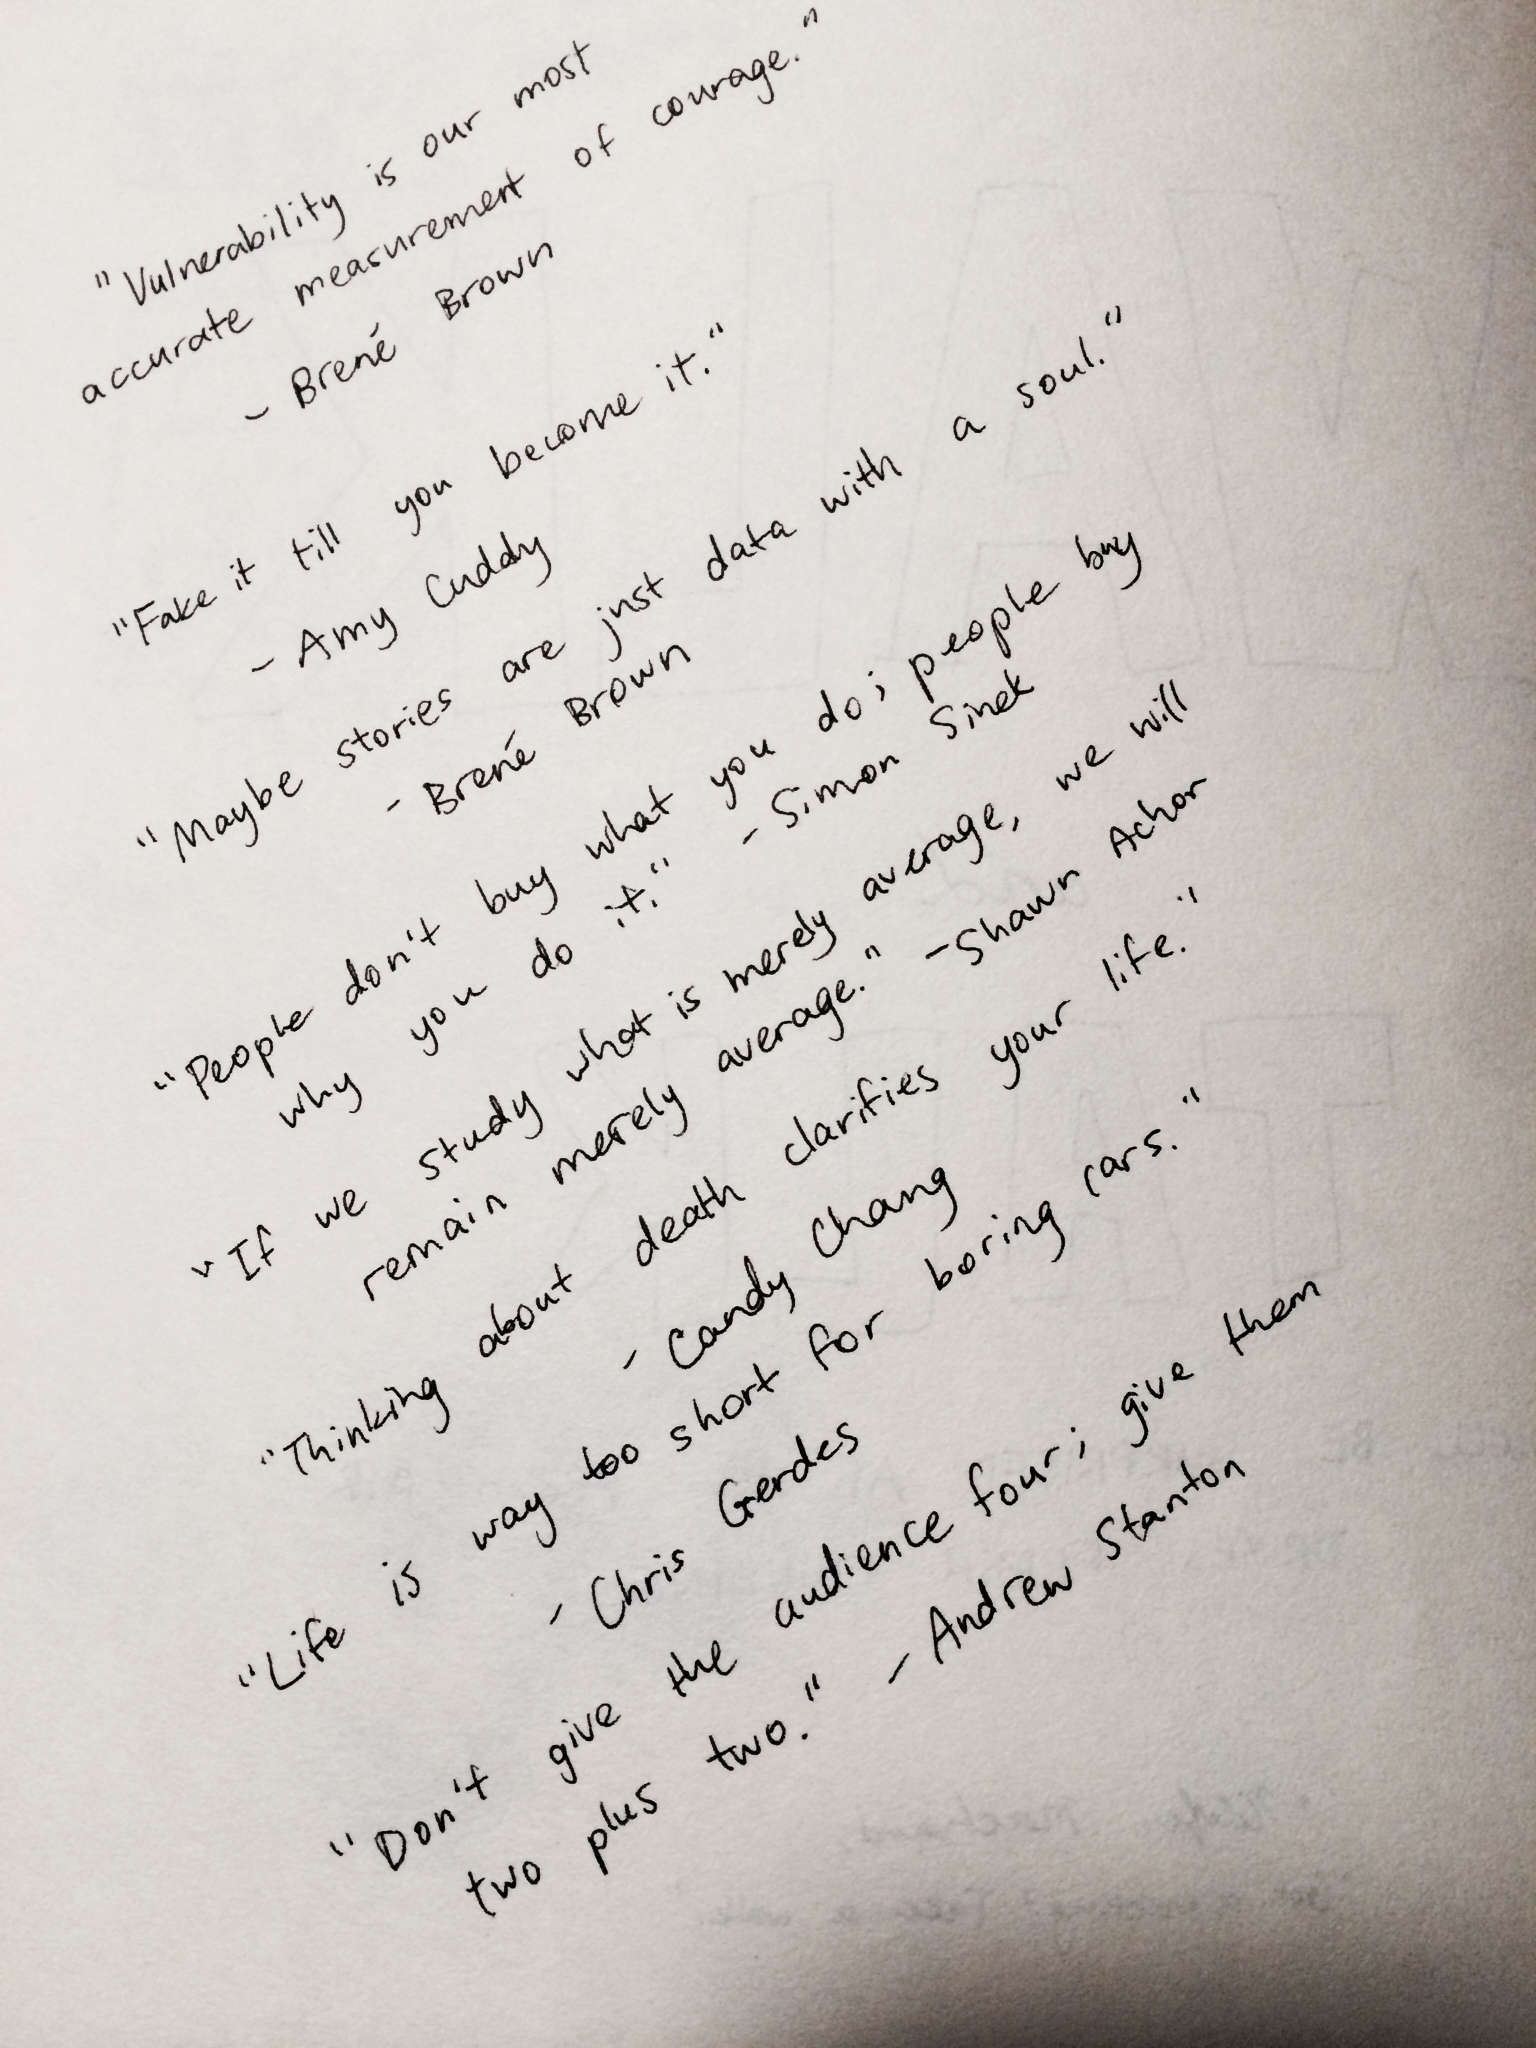 "Vulnerability is our most
accurate measurement of courage."
- Brené Brown
"Fake it till you become it."
- Amy Cuddy
"Maybe stories are just data with a soul."
- Brené Brown
"People don't buy what you do; people buy
why you do it." - Simon Sinek
"If we study what is merely average, we will
remain merely average." - Shawn Achor
"Thinking about death clarifies your life."
- Candy Chang
"Life is way too short for boring cars."
- Chris Gerdes
"Don't give the audience four; give them
two plus two." - Andrew Stanton